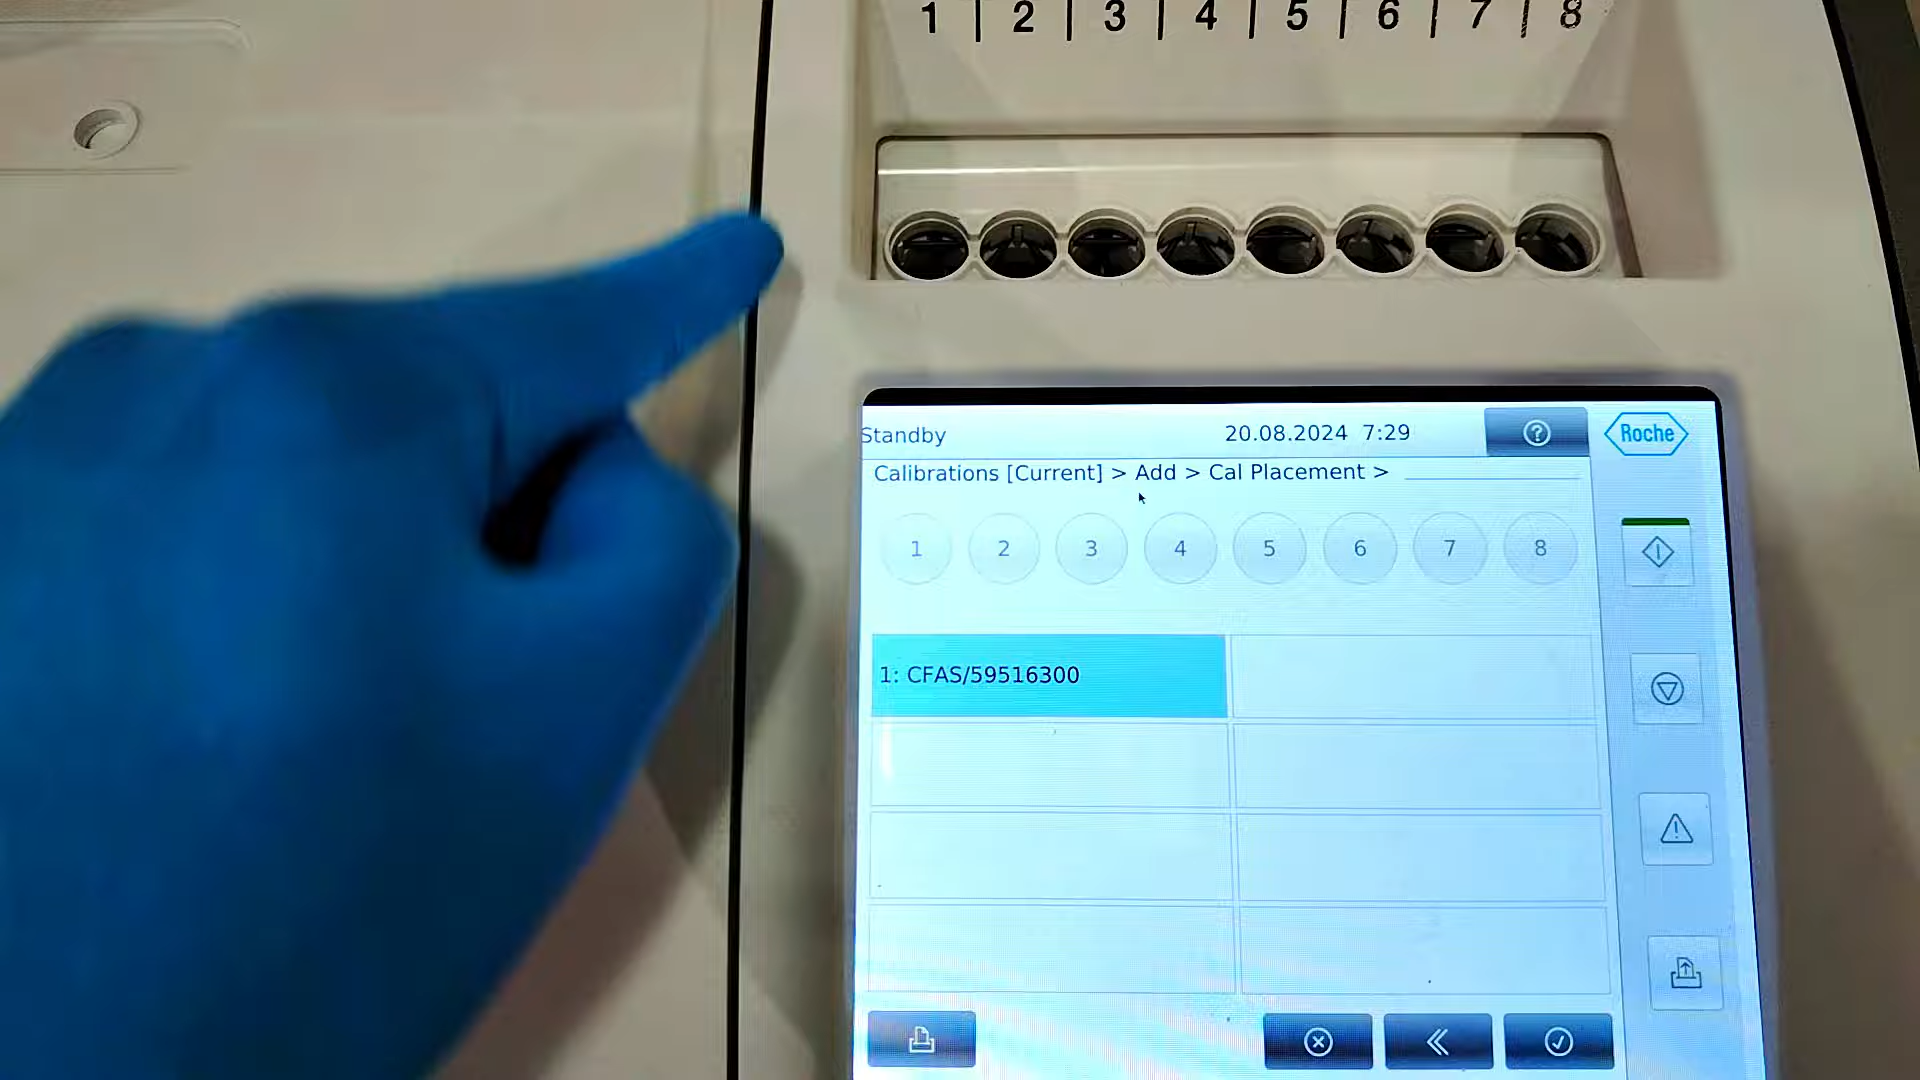 1 | 2 | 3 | 4 | 5 | 6 | 7 | 8
Standby 20.08.2024 7:29 Roche
Calibrations [Current] > Add > Cal Placement >
1 2 3 4 5 6 7 8
1: CFAS/59516300